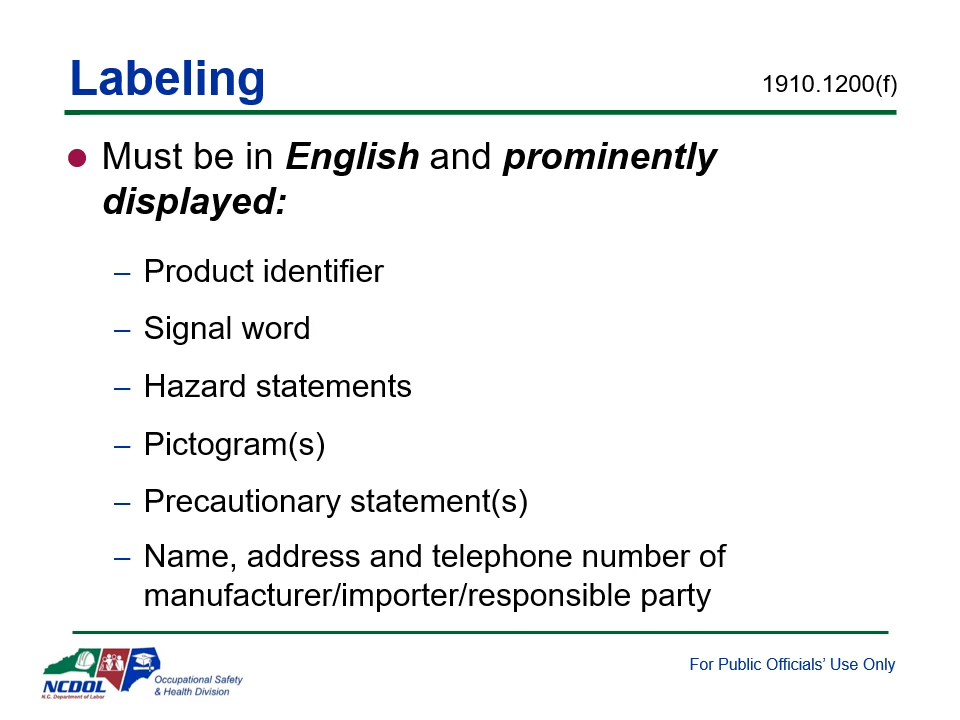 Labeling
1910.1200(f)
Must be in English and prominently
displayed:
– Product identifier
– Signal word
– Hazard statements
– Pictogram(s)
– Precautionary statement(s)
– Name, address and telephone number of
manufacturer/importer/responsible party
NCDOL
N.C. Department of Labor
Occupational Safety
& Health Division
For Public Officials’ Use Only